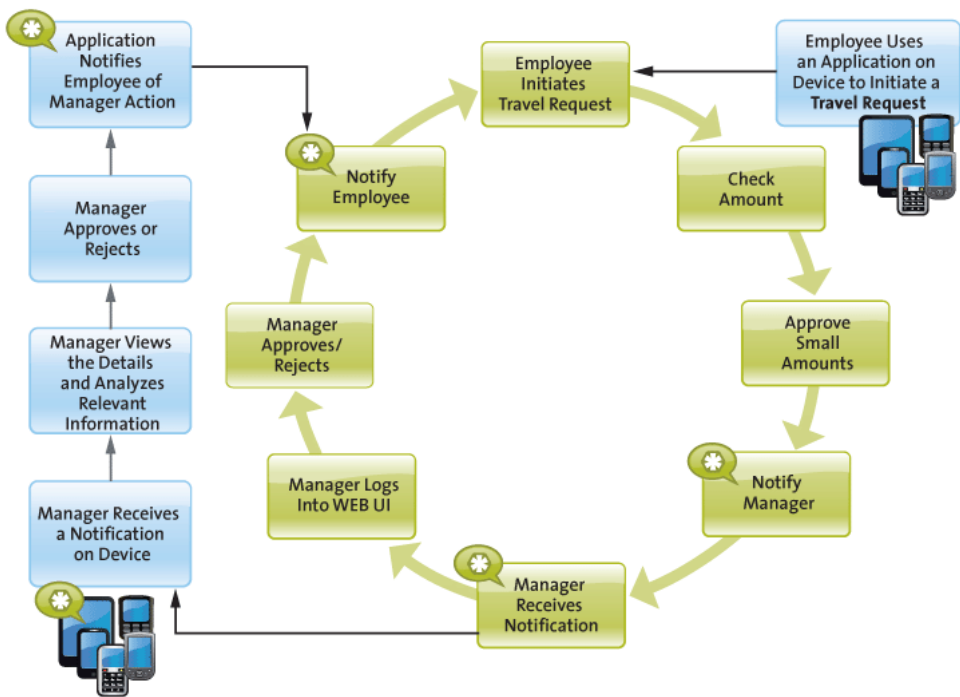 Application
Notifies
Employee of
Manager Action
Employee
Initiates
Travel Request
Employee Uses
an Application on
Device to Initiate a
Travel Request
Notify
Employee
Check
Amount
Manager
Approves or
Rejects
Manager
Approves/
Rejects
Approve
Small
Amounts
Manager Views
the Details
and Analyzes
Relevant
Information
Manager Logs
Into WEB UI
Notify
Manager
Manager Receives
a Notification
on Device
Manager
Receives
Notification